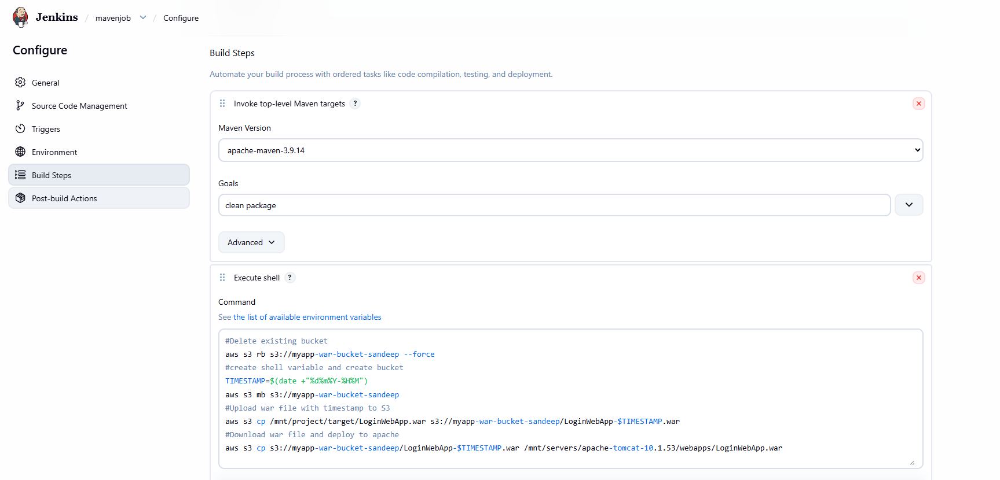 Jenkins / mavenjob / Configure
Configure
General
Source Code Management
Triggers
Environment
Build Steps
Post-build Actions
Build Steps
Automate your build process with ordered tasks like code compilation, testing, and deployment.
Invoke top-level Maven targets ?
Maven Version
apache-maven-3.9.14
Goals
clean package
Advanced
Execute shell ?
Command
See the list of available environment variables
#Delete existing bucket
aws s3 rb s3://myapp-war-bucket-sandeep --force
#create shell variable and create bucket
TIMESTAMP=$(date +"%d%m%Y-%H%M")
aws s3 mb s3://myapp-war-bucket-sandeep
#Upload war file with timestamp to S3
aws s3 cp /mnt/project/target/LoginWebApp.war s3://myapp-war-bucket-sandeep/LoginWebApp-$TIMESTAMP.war
#Download war file and deploy to apache
aws s3 cp s3://myapp-war-bucket-sandeep/LoginWebApp-$TIMESTAMP.war /mnt/servers/apache-tomcat-10.1.53/webapps/LoginWebApp.war